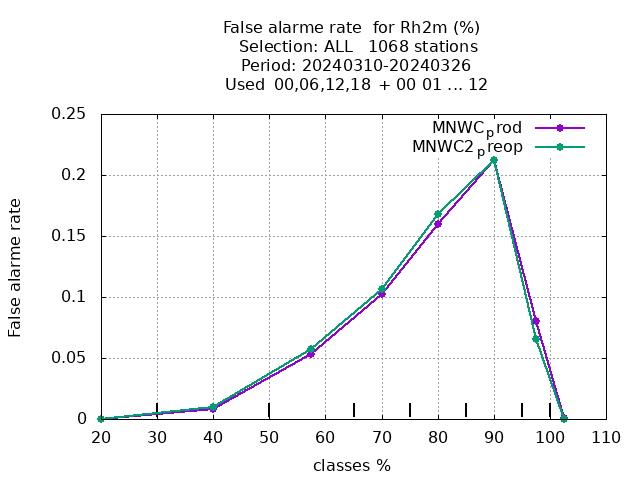 False alarme rate for Rh2m (%)
Selection: ALL 1068 stations
Period: 20240310-20240326
Used 00,06,12,18 + 00 01 ... 12
MNWCprod
MNWC2preop
0.25
0.2
0.15
0.1
0.05
0
False alarme rate
20 30 40 50 60 70 80 90 100 110
classes %